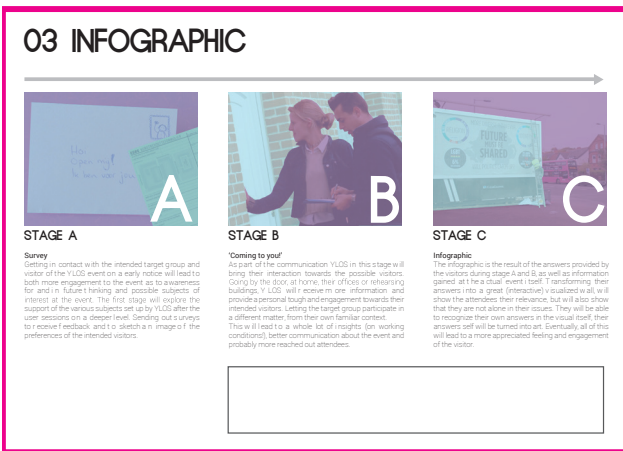 03 INFOGRAPHIC
Hoi
Open mij!
Ik ben voor jou
A
B
FUTURE
SHARED
C
STAGE A
Survey
Getting in contact with the intended target group and
visitor of the YLOS event on a early notice will lead to
both more engagement to the event as to awareness
for and in future thinking and possible subjects of
interest at the event. The first stage will explore the
support of the various subjects set up by YLOS after the
user sessions on a deeper level. Sending out surveys
to receive feedback and to sketch an image of the
preferences of the intended visitors.
STAGE B
'Coming to you!'
As part of the communication YLOS in this stage will
bring their interaction towards the possible visitors.
Going by the door, at home, their offices or rehearsing
buildings, YLOS will receive more information and
provide a personal tough and engagement towards their
intended visitors. Letting the target group participate in
a different matter, from their own familiar context.
This will lead to a whole lot of insights (on working
conditions!), better communication about the event and
probably more reached out attendees.
STAGE C
Infographic
The infographic is the result of the answers provided by
the visitors during stage A and B, as well as information
gained at the actual event itself. Transforming their
answers into a great (interactive) visualized wall, will
show the attendees their relevance, but will also show
that they are not alone in their issues. They will be able
to recognize their own answers in the visual itself, their
answers self will be turned into art. Eventually, all of this
will lead to a more appreciated feeling and engagement
of the visitor.